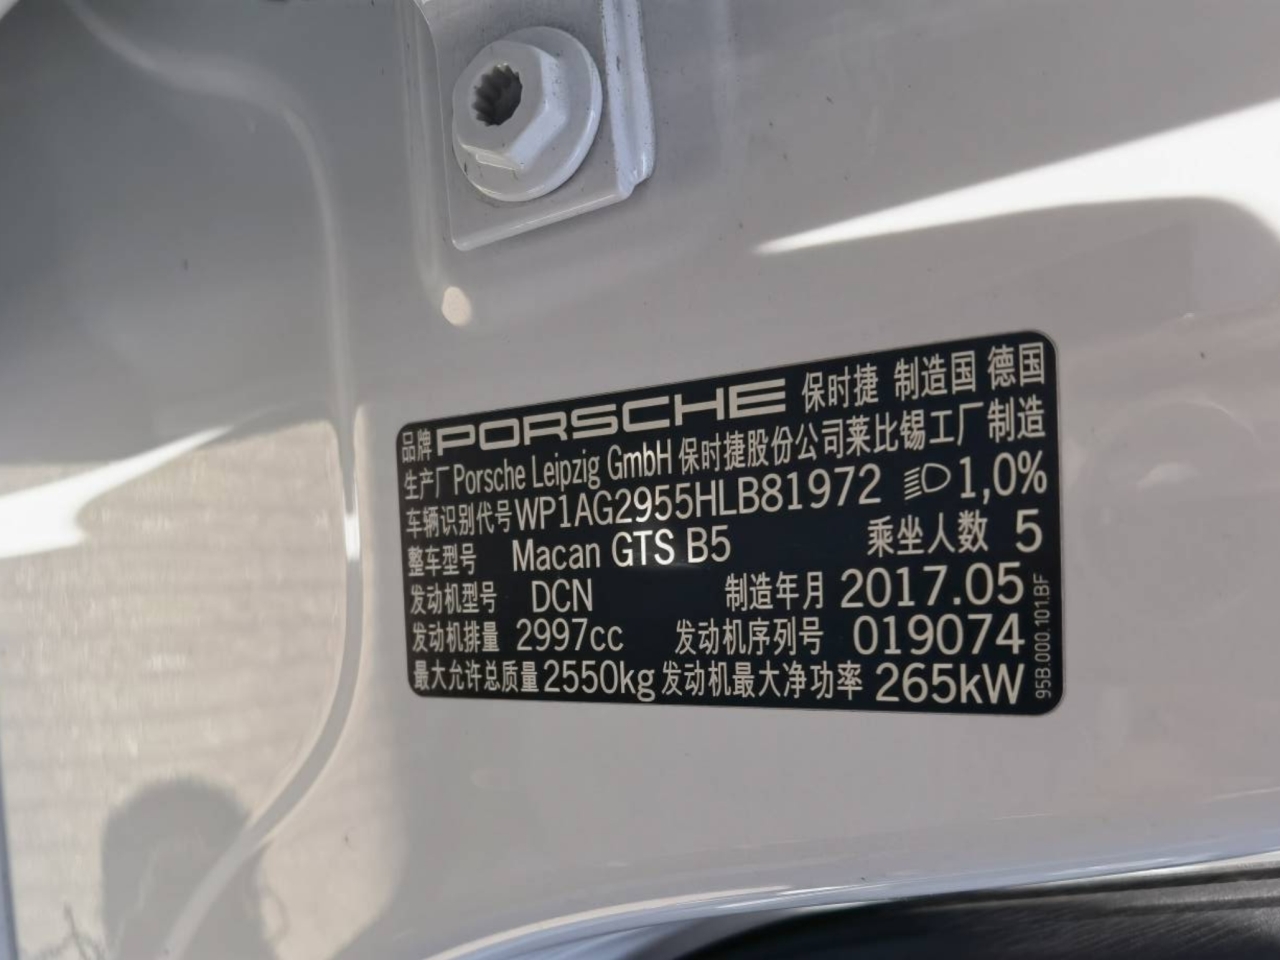 品牌 PORSCHE 保时捷 制造国 德国
生产厂 Porsche Leipzig GmbH 保时捷股份公司莱比锡工厂制造
车辆识别代号 WP1AG2955HLB81972 1,0%
整车型号 Macan GTS B5 乘坐人数 5
发动机型号 DCN 制造年月 2017.05
发动机排量 2997cc 发动机序列号 019074
最大允许总质量 2550kg 发动机最大净功率 265kW
95B.000.101.BF